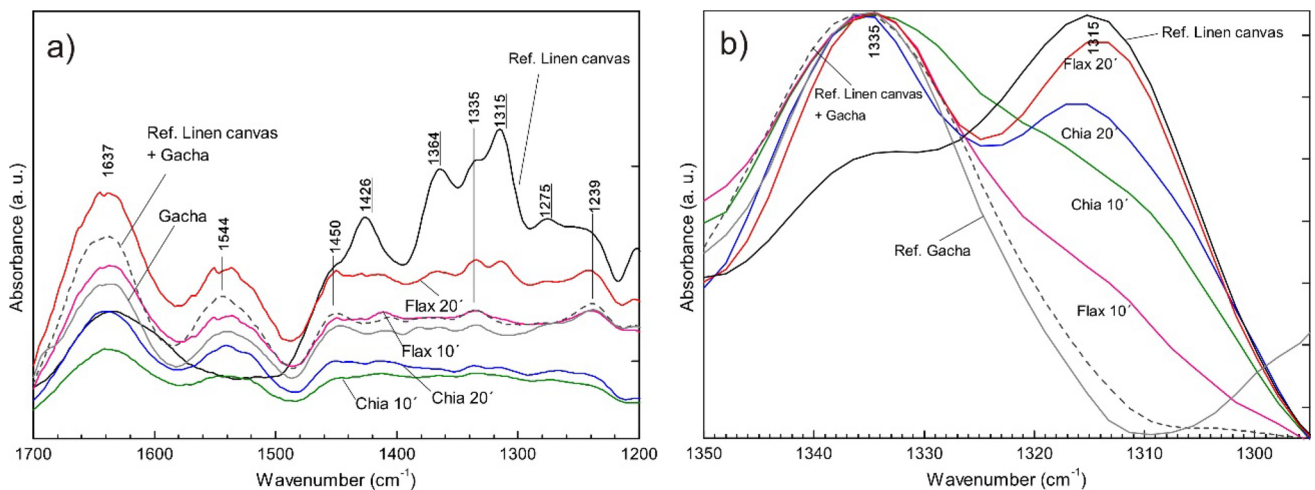 a)
Absorbance (a. u.)
Ref. Linen canvas
+ Gacha
Gacha
1637
1544
1450
1426
1364
1335
1315
1275
1239
Ref. Linen canvas
Flax 20´
Flax 10´
Chia 20´
Chia 10´
1700
1600
1500
1400
1300
1200
Wavenumber (cm-1)
b)
Absorbance (a. u.)
1335
1315
Ref. Linen canvas
Flax 20´
Ref. Linen canvas
+ Gacha
Chia 20´
Chia 10´
Ref. Gacha
Flax 10´
1350
1340
1330
1320
1310
1300
Wavenumber (cm-1)